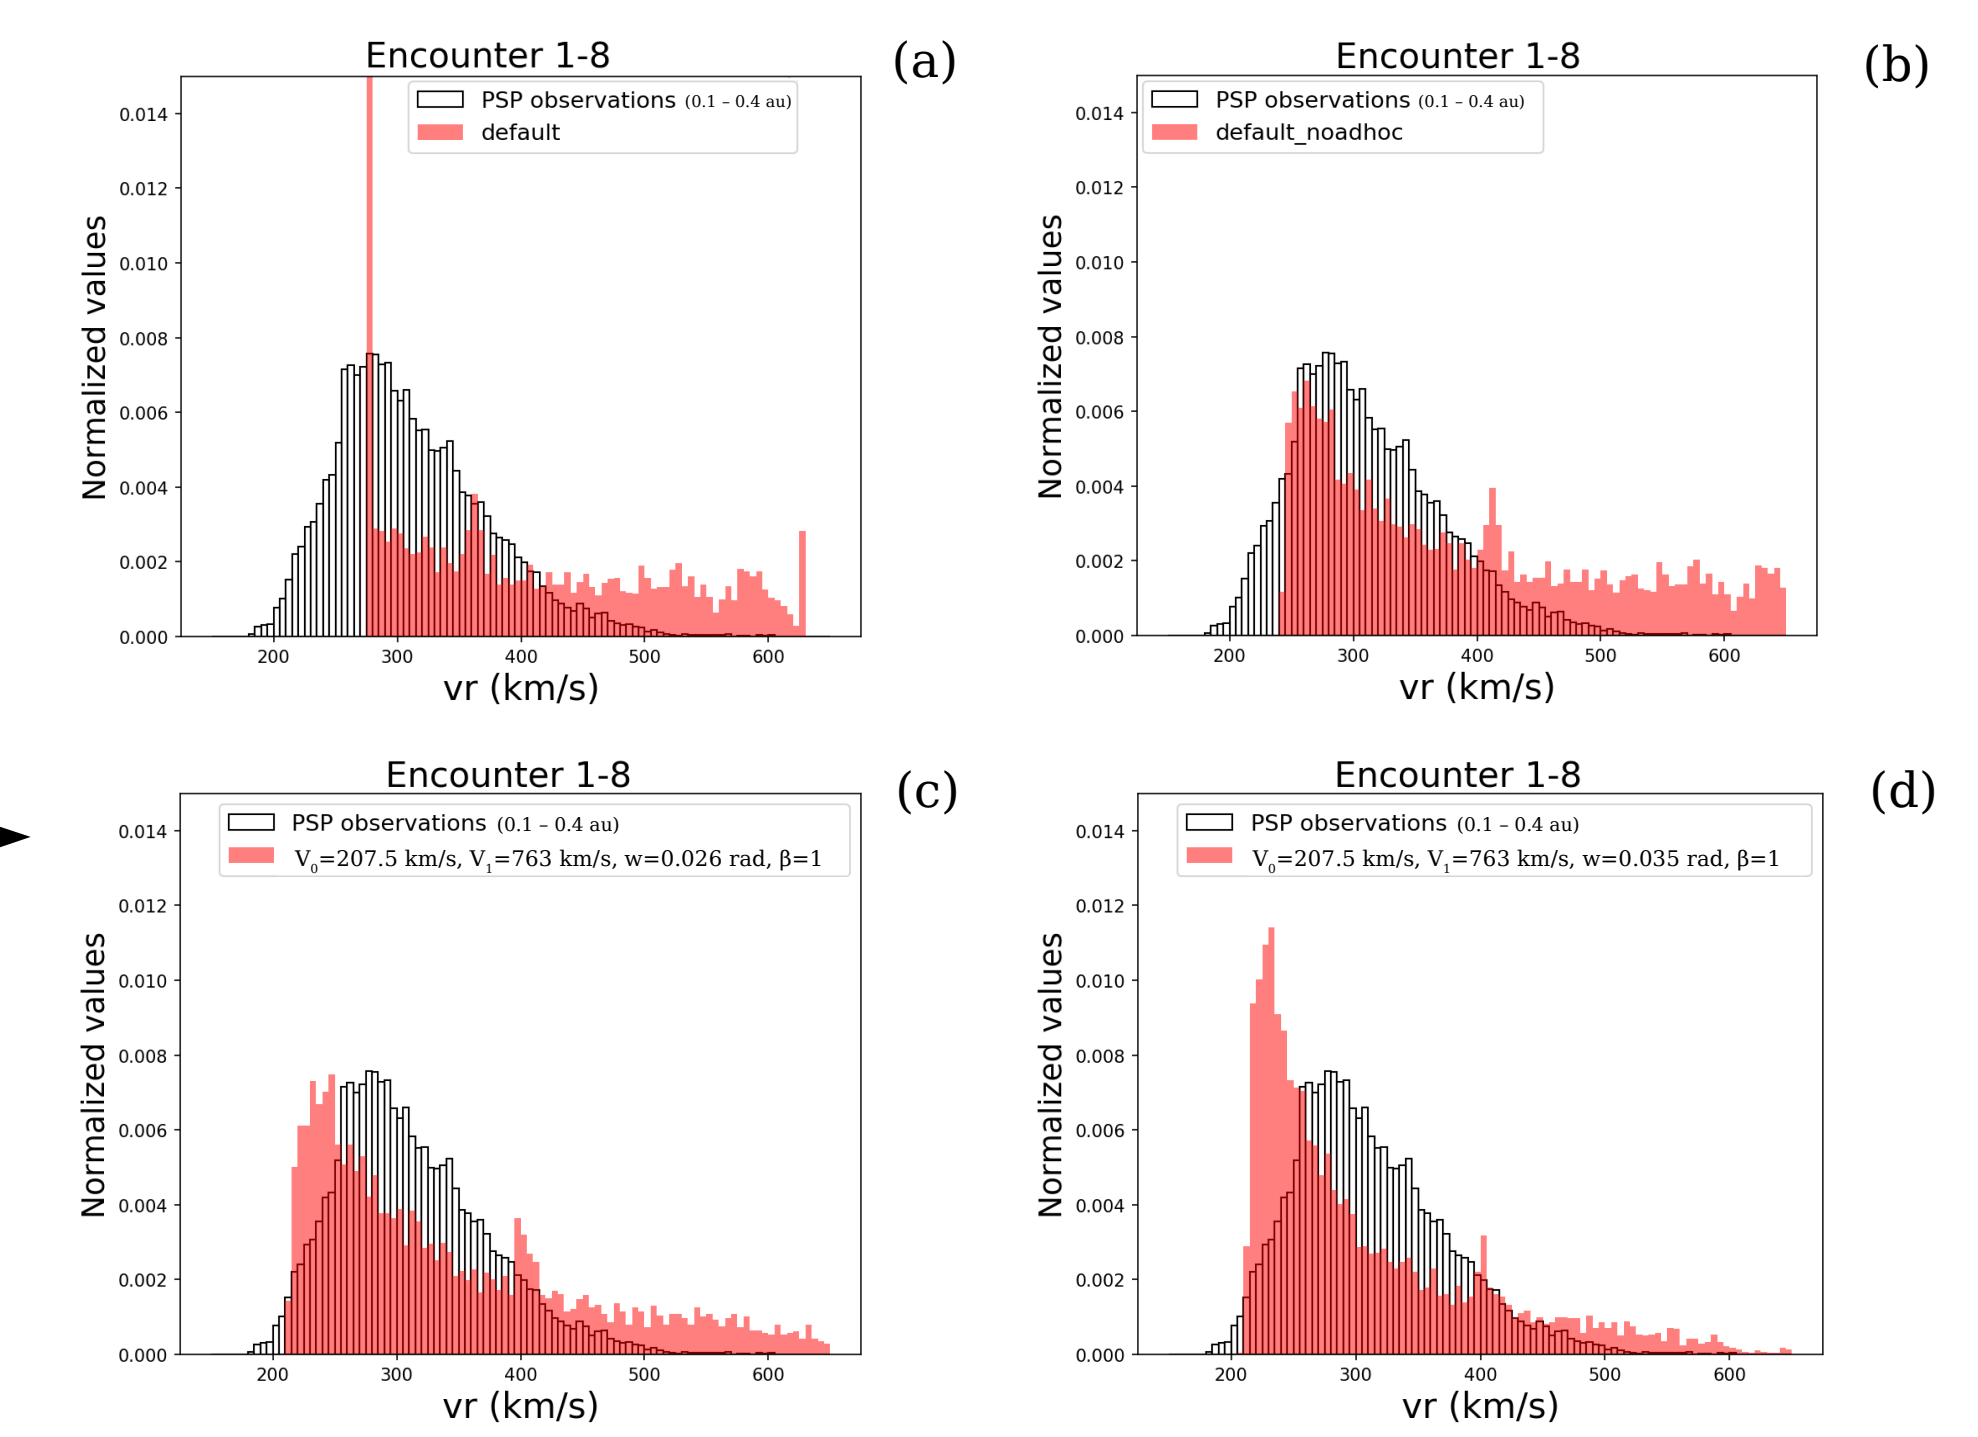 Encounter 1-8
(a)
PSP observations (0.1 – 0.4 au)
default
0.014
0.012
0.010
0.008
0.006
0.004
0.002
0.000
Normalized values
200 300 400 500 600
vr (km/s)
Encounter 1-8
(b)
PSP observations (0.1 – 0.4 au)
default_noadhoc
0.014
0.012
0.010
0.008
0.006
0.004
0.002
0.000
Normalized values
200 300 400 500 600
vr (km/s)
Encounter 1-8
(c)
PSP observations (0.1 – 0.4 au)
V₀=207.5 km/s, V₁=763 km/s, w=0.026 rad, β=1
0.014
0.012
0.010
0.008
0.006
0.004
0.002
0.000
Normalized values
200 300 400 500 600
vr (km/s)
Encounter 1-8
(d)
PSP observations (0.1 – 0.4 au)
V₀=207.5 km/s, V₁=763 km/s, w=0.035 rad, β=1
0.014
0.012
0.010
0.008
0.006
0.004
0.002
0.000
Normalized values
200 300 400 500 600
vr (km/s)